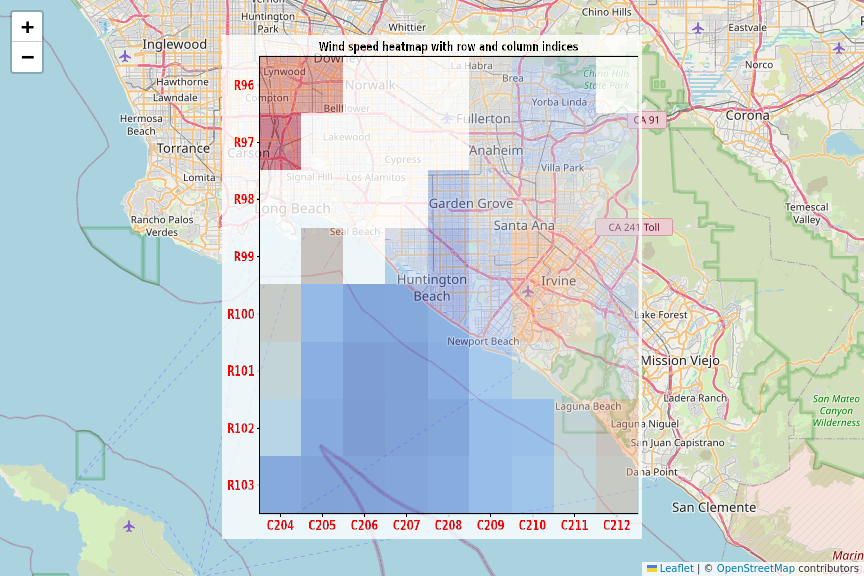 +
−
Huntington
Park
Vernon
Whittier
Chino Hills
Eastvale
Inglewood
Wind speed heatmap with row and column indices
Downey
La Habra
Norco
Lynwood
Brea
Chino Hills
State Park
R96
Hawthorne
Norwalk
Lawndale
Compton
Yorba Linda
Bellflower
Corona
Hermosa
Beach
Fullerton
CA 91
R97
Torrance
Lakewood
Carson
Anaheim
Cypress
Villa Park
Lomita
Signal Hill
Los Alamitos
R98
Long Beach
Garden Grove
Temescal
Valley
Rancho Palos
Verdes
Seal Beach
Santa Ana
CA 241 Toll
R99
Huntington
Beach
Irvine
R100
Lake Forest
Newport Beach
R101
Mission Viejo
Ladera Ranch
San Mateo
Canyon
Wilderness
Laguna Beach
R102
Laguna Niguel
San Juan Capistrano
Dana Point
R103
San Clemente
C204 C205 C206 C207 C208 C209 C210 C211 C212
Leaflet | © OpenStreetMap contributors